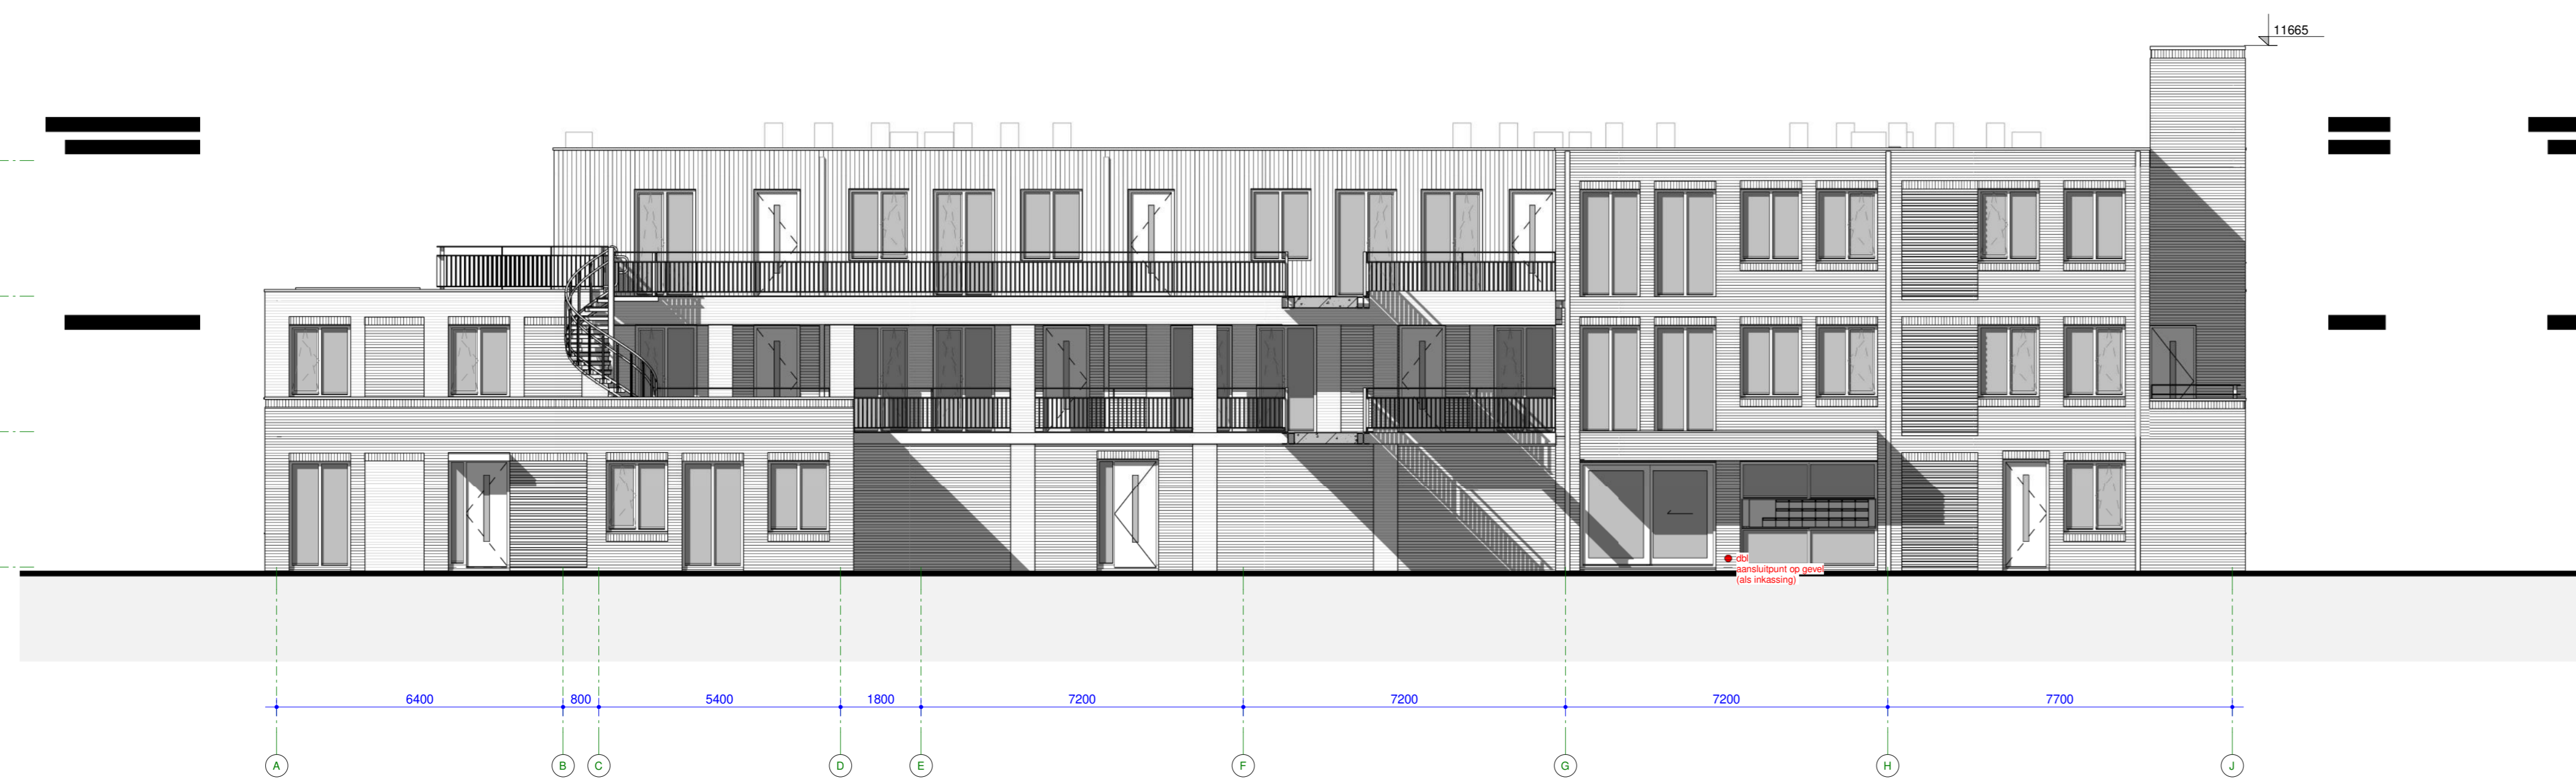 11665
dbl
aansluitpunt op gevel
(als inkassing)
6400 800 5400 1800 7200 7200 7200 7700
A B C D E F G H J